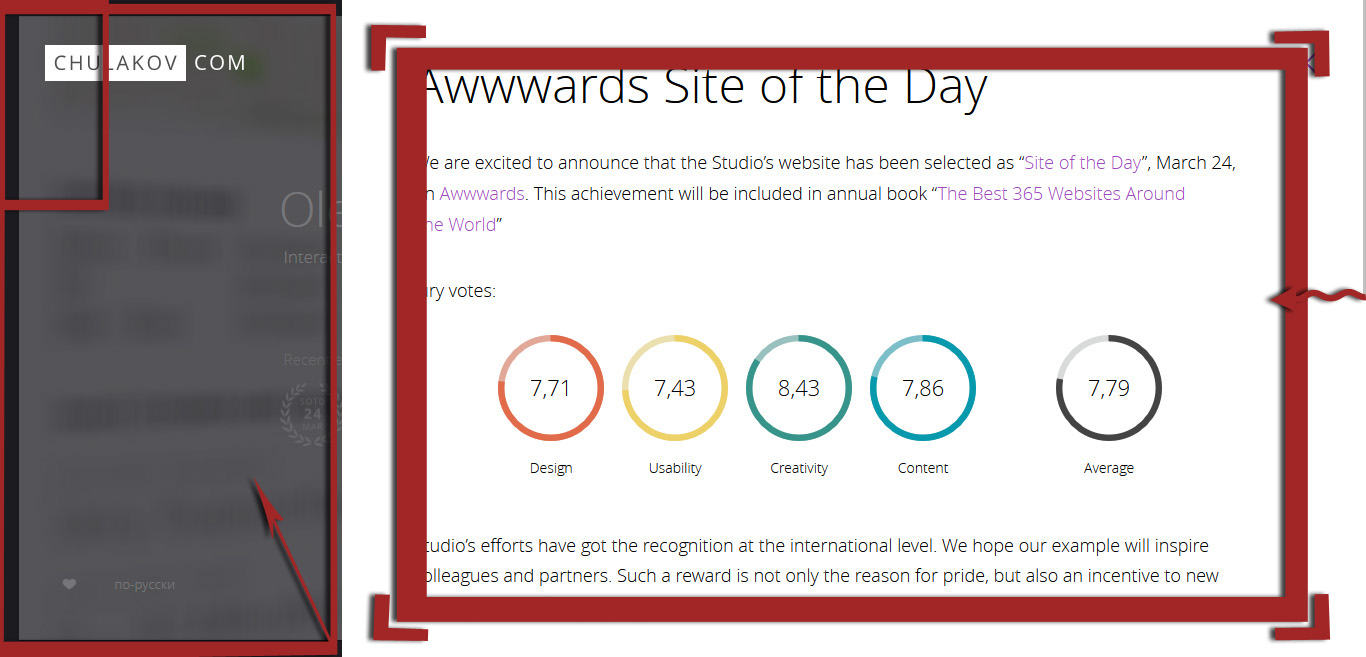 CHULAKOV COM
Ole
Interact
Recente
SOTD
24
MAR
по-русски
Awwwards Site of the Day
We are excited to announce that the Studio’s website has been selected as “Site of the Day”, March 24,
n Awwwards. This achievement will be included in annual book “The Best 365 Websites Around
he World”
ury votes:
7,71
7,43
8,43
7,86
7,79
Design
Usability
Creativity
Content
Average
tudio’s efforts have got the recognition at the international level. We hope our example will inspire
olleagues and partners. Such a reward is not only the reason for pride, but also an incentive to new